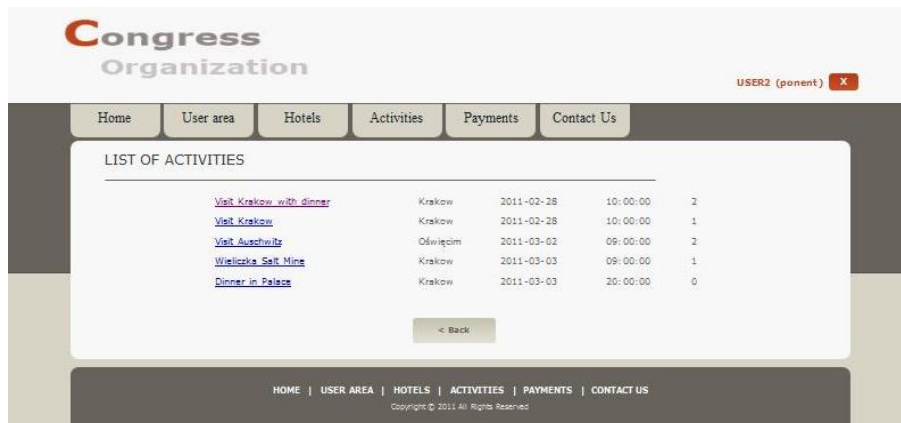 Congress
Organization
USER2 (ponent) X
Home User area Hotels Activities Payments Contact Us
LIST OF ACTIVITIES
Visit Krakow with dinner Krakow 2011-02-28 10:00:00 2
Visit Krakow Krakow 2011-02-28 10:00:00 1
Visit Auschwitz Oświęcim 2011-03-02 09:00:00 2
Wieliczka Salt Mine Krakow 2011-03-03 09:00:00 1
Dinner in Palace Krakow 2011-03-03 20:00:00 0
< Back
HOME | USER AREA | HOTELS | ACTIVITIES | PAYMENTS | CONTACT US
Copyright © 2011 All Rights Reserved